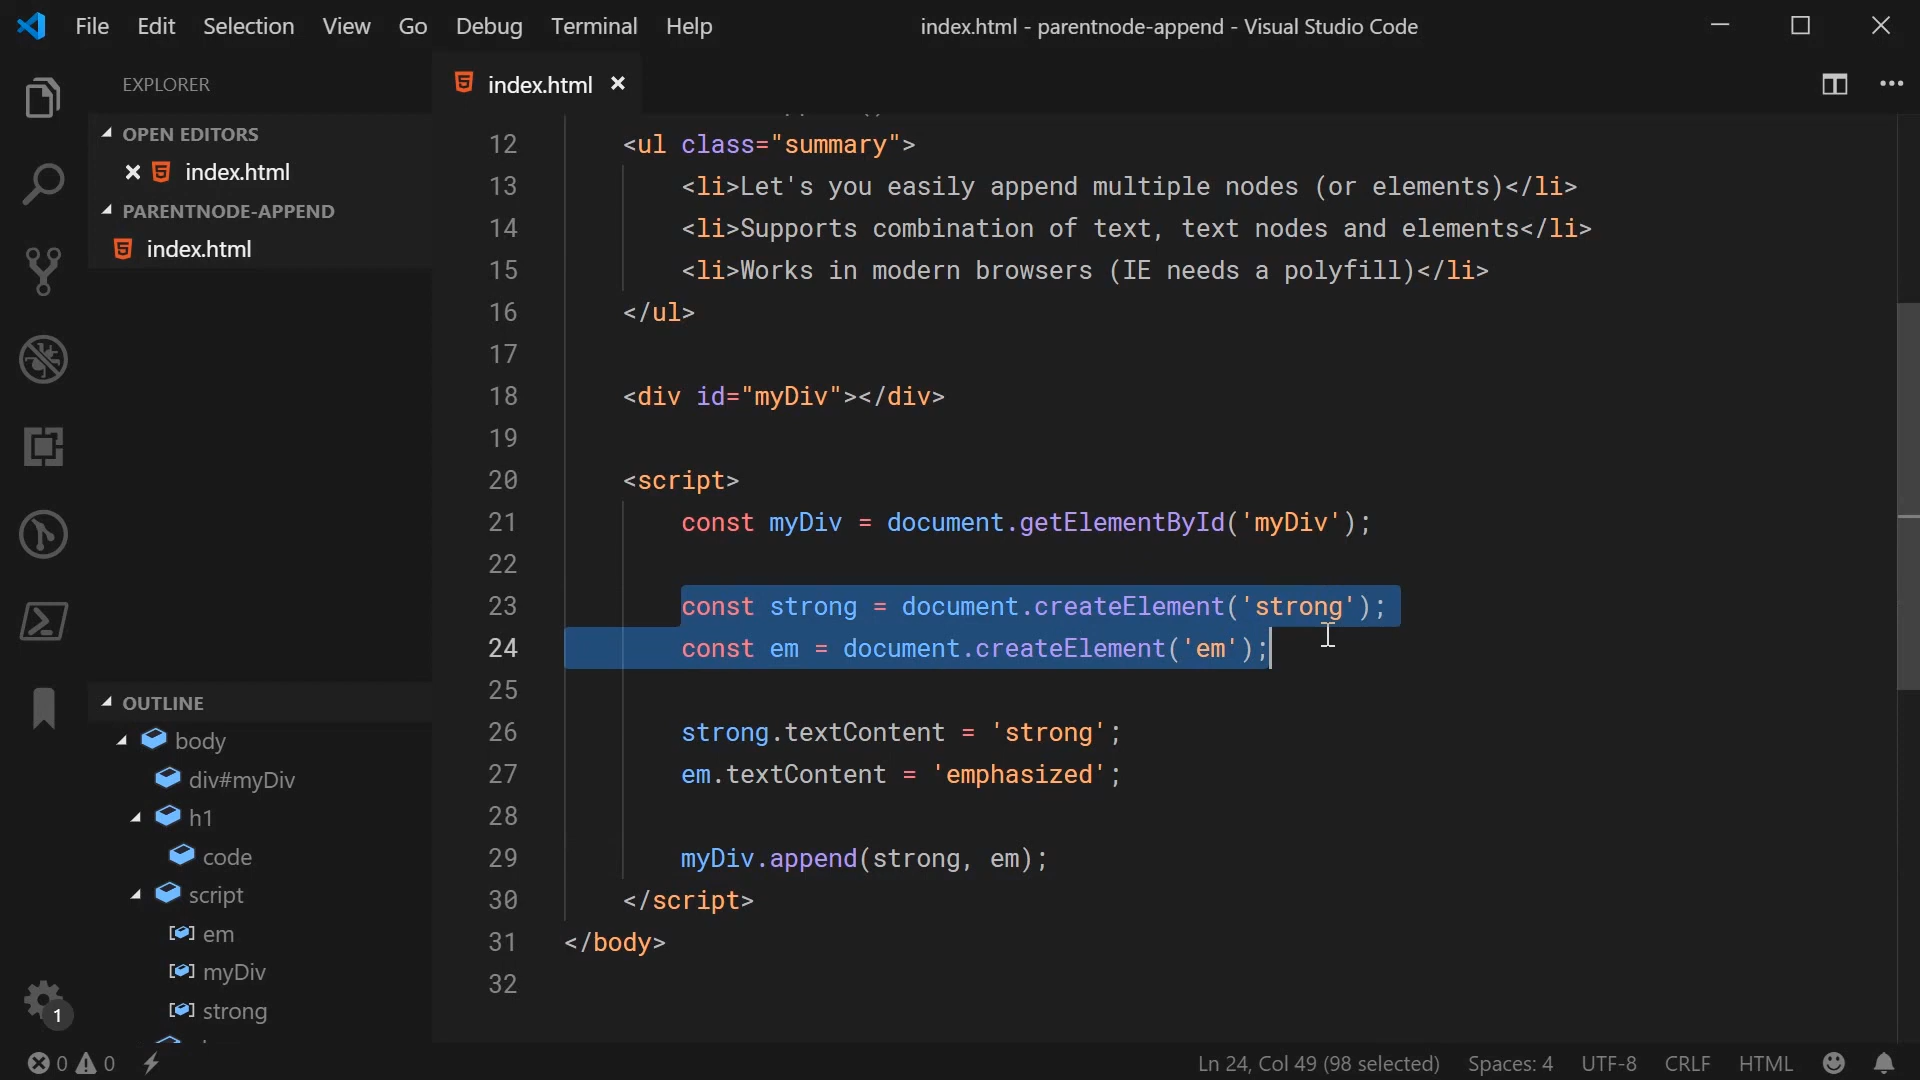 File Edit Selection View Go Debug Terminal Help
index.html - parentnode-append - Visual Studio Code
EXPLORER
OPEN EDITORS
index.html
PARENTNODE-APPEND
index.html
OUTLINE
body
div#myDiv
h1
code
script
em
myDiv
strong
1
index.html
12 <ul class="summary">
13 <li>Let's you easily append multiple nodes (or elements)</li>
14 <li>Supports combination of text, text nodes and elements</li>
15 <li>Works in modern browsers (IE needs a polyfill)</li>
16 </ul>
17
18 <div id="myDiv"></div>
19
20 <script>
21 const myDiv = document.getElementById('myDiv');
22
23 const strong = document.createElement('strong');
24 const em = document.createElement('em');
25
26 strong.textContent = 'strong';
27 em.textContent = 'emphasized';
28
29 myDiv.append(strong, em);
30 </script>
31 </body>
32
0 0
Ln 24, Col 49 (98 selected) Spaces: 4 UTF-8 CRLF HTML